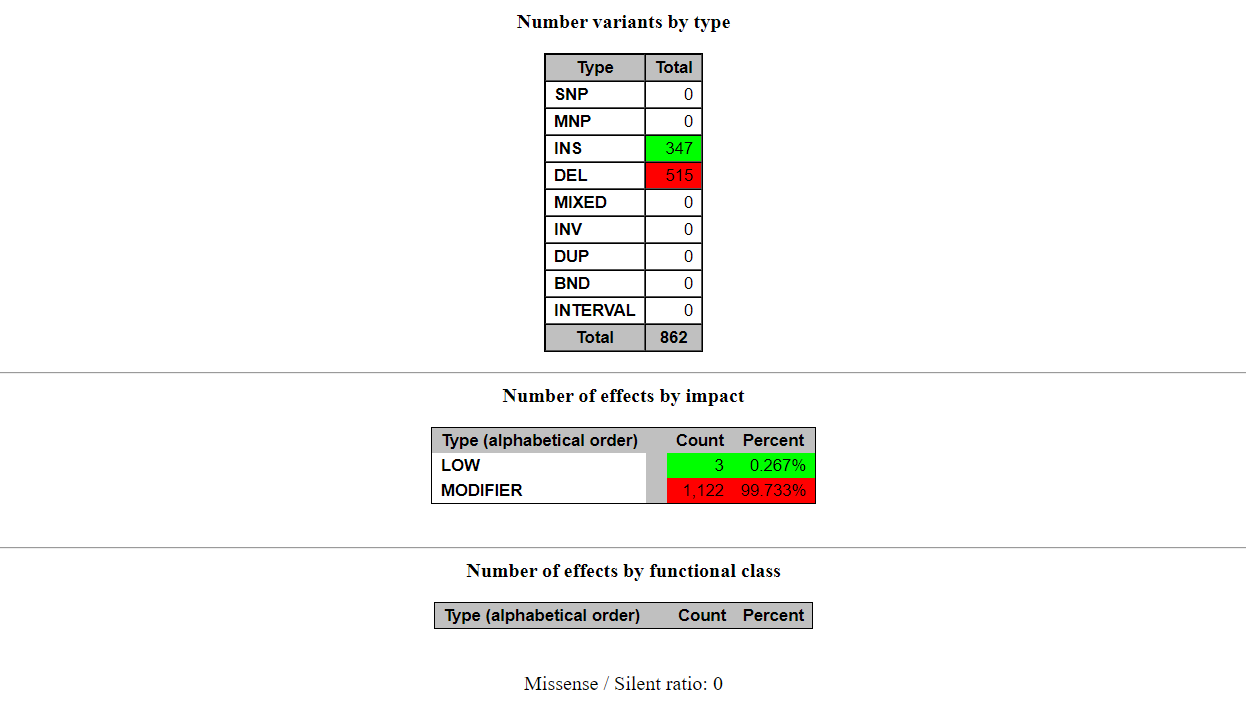 Number variants by type
Type Total
SNP 0
MNP 0
INS 347
DEL 515
MIXED 0
INV 0
DUP 0
BND 0
INTERVAL 0
Total 862
Number of effects by impact
Type (alphabetical order) Count Percent
LOW 3 0.267%
MODIFIER 1,122 99.733%
Number of effects by functional class
Type (alphabetical order) Count Percent
Missense / Silent ratio: 0